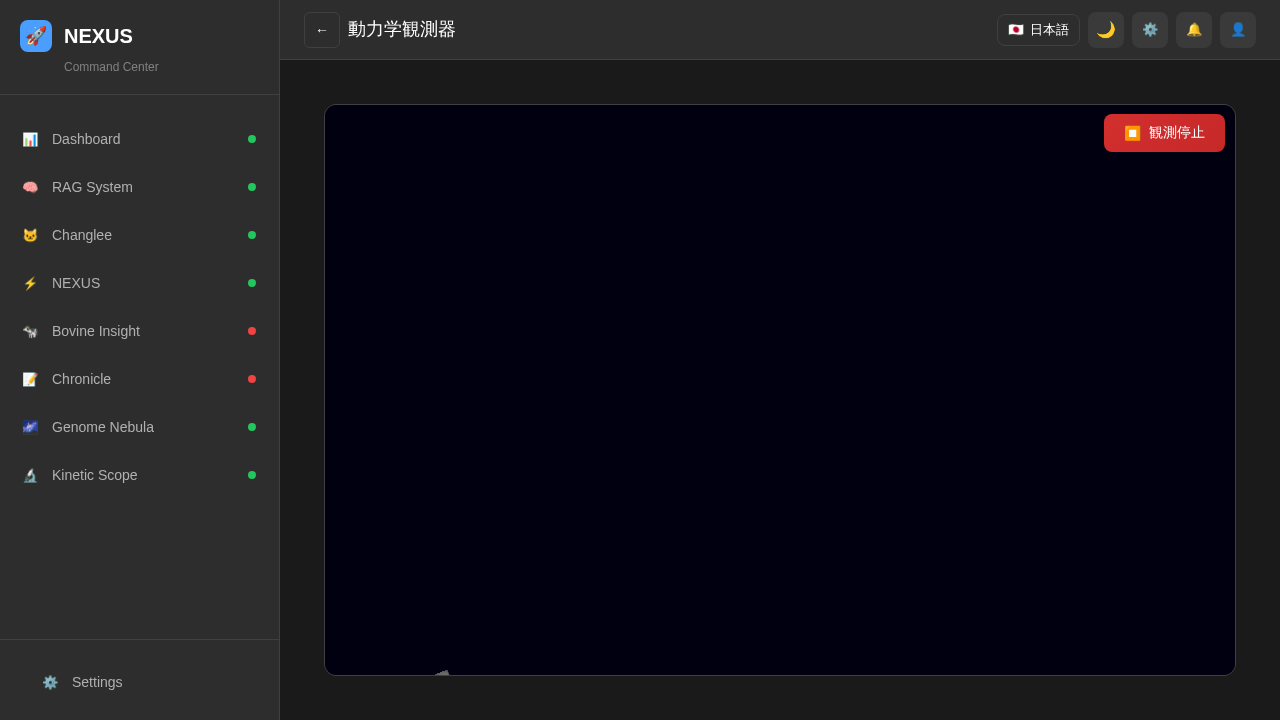 NEXUS
Command Center
Dashboard
RAG System
Changlee
NEXUS
Bovine Insight
Chronicle
Genome Nebula
Kinetic Scope
Settings
← 動力学観測器
日本語
観測停止